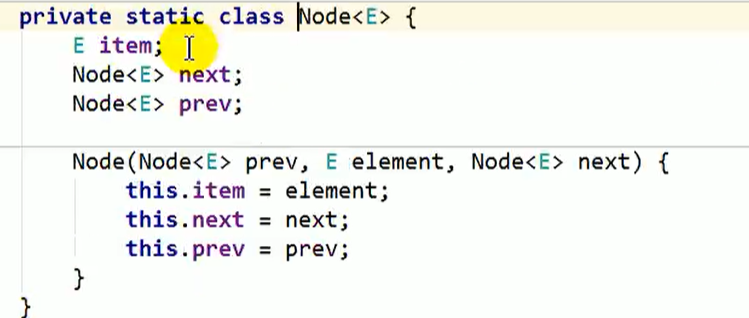 private static class Node<E> {
    E item;
    Node<E> next;
    Node<E> prev;
    Node(Node<E> prev, E element, Node<E> next) {
        this.item = element;
        this.next = next;
        this.prev = prev;
    }
}